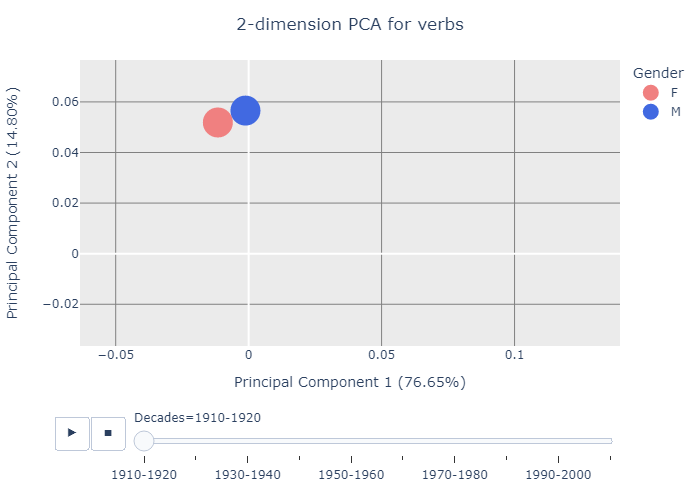 2-dimension PCA for verbs
Gender
F
M
Principal Component 2 (14.80%)
0.06
0.04
0.02
0
−0.02
−0.05
0
0.05
0.1
Principal Component 1 (76.65%)
Decades=1910-1920
1910-1920
1930-1940
1950-1960
1970-1980
1990-2000